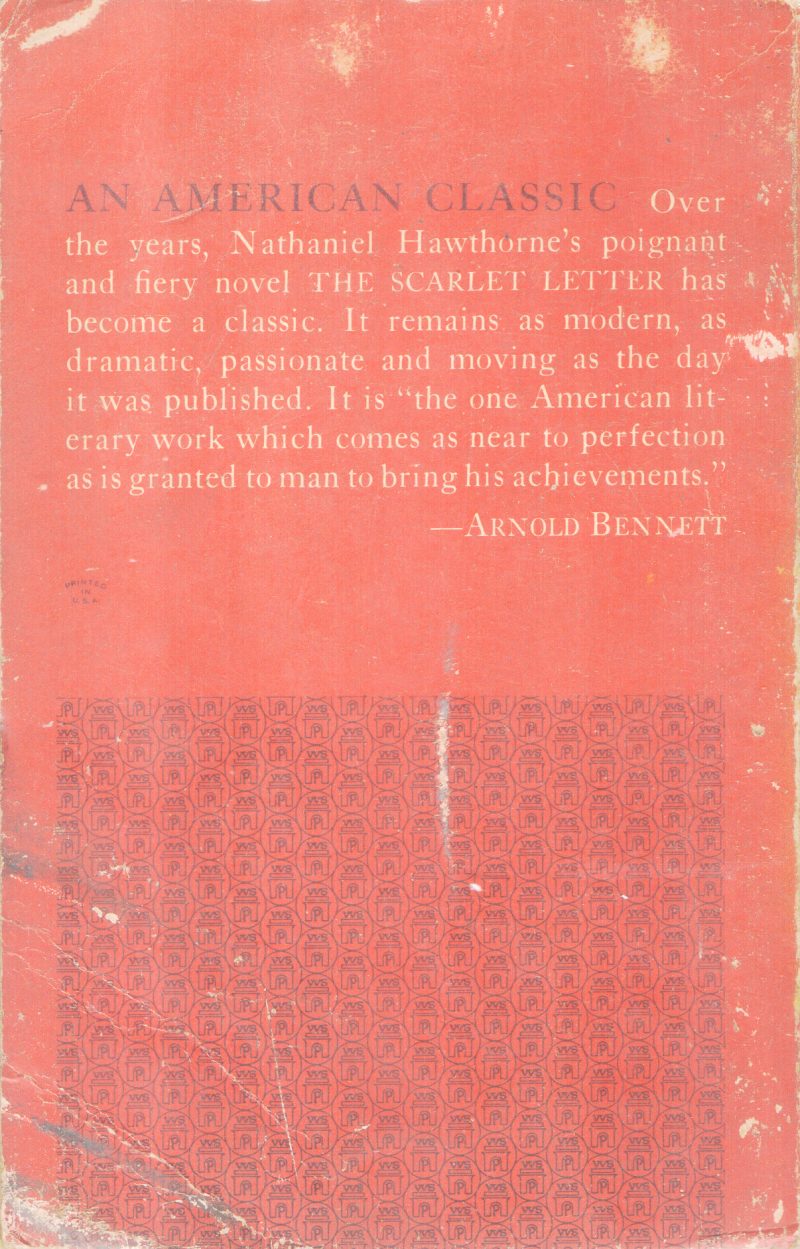 AN AMERICAN CLASSIC Over
the years, Nathaniel Hawthorne's poignant
and fiery novel THE SCARLET LETTER has
become a classic. It remains as modern, as
dramatic, passionate and moving as the day
it was published. It is “the one American lit-
erary work which comes as near to perfection
as is granted to man to bring his achievements.”
—ARNOLD BENNETT
PRINTED
IN
U.S.A.